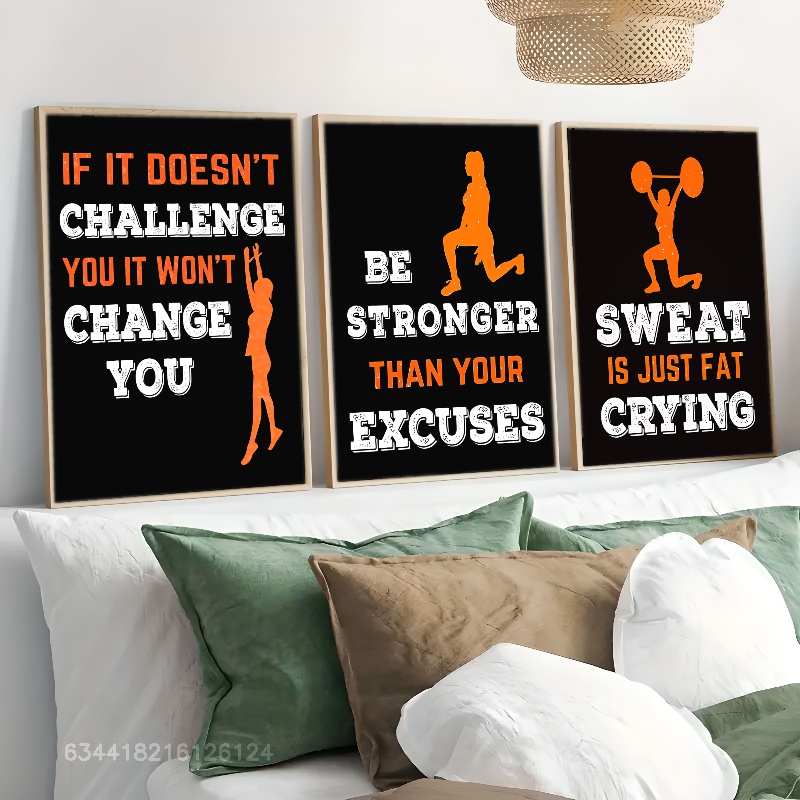 IF IT DOESN'T
CHALLENGE
YOU IT WON'T
CHANGE
YOU
BE
STRONGER
THAN YOUR
EXCUSES
SWEAT
IS JUST FAT
CRYING
634418216126124